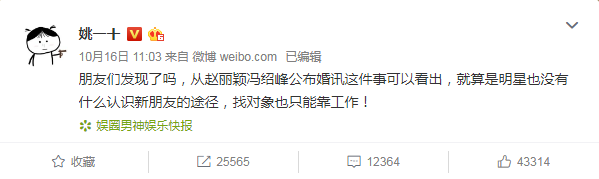 姚一十
10月16日 11:03 来自 微博 weibo.com 已编辑
朋友们发现了吗，从赵丽颖冯绍峰公布婚讯这件事可以看出，就算是明星也没有
什么认识新朋友的途径，找对象也只能靠工作！
娱圈男神娱乐快报
收藏 25565 12364 43314